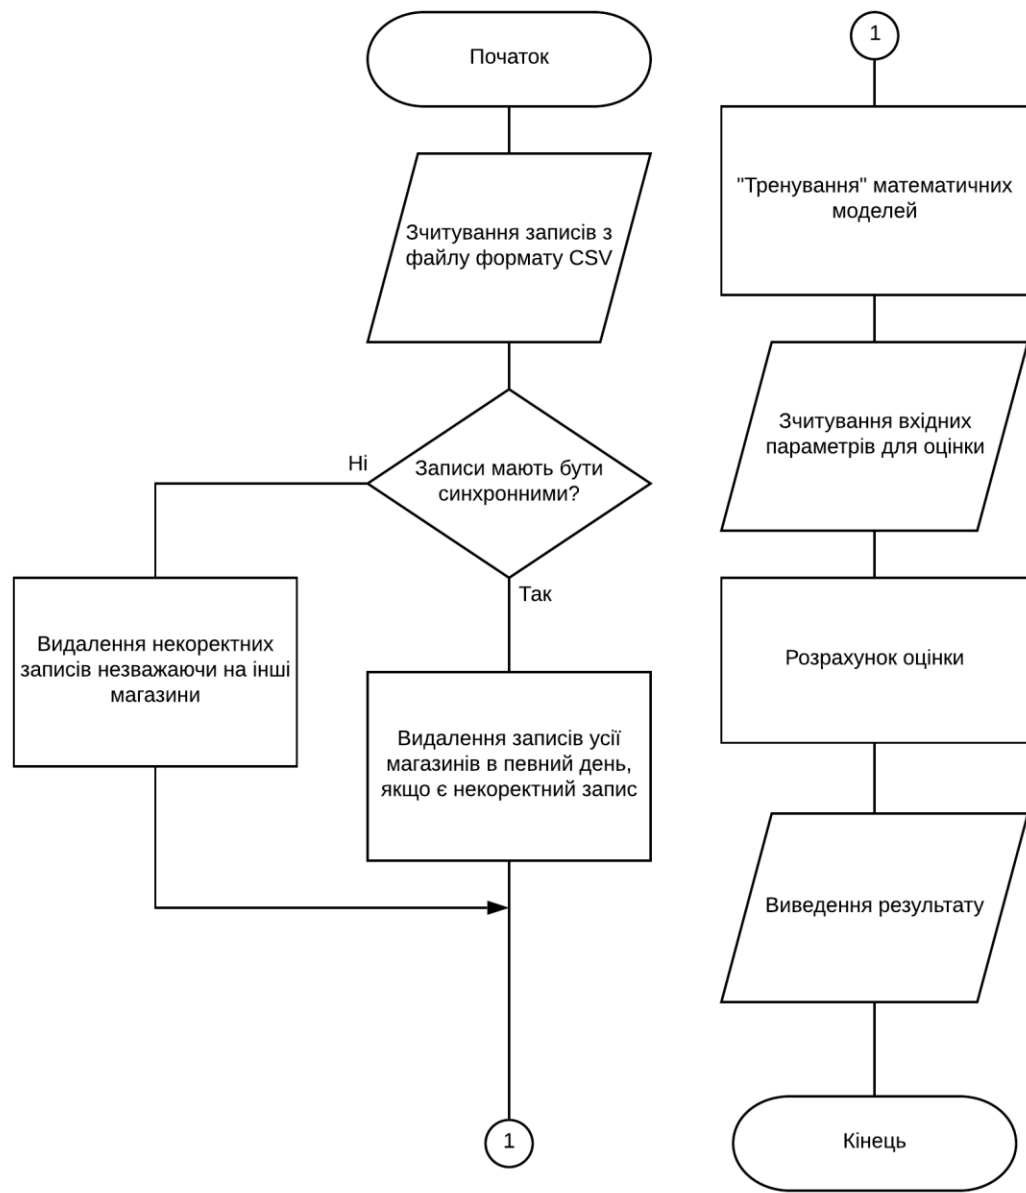 Початок
Зчитування записів з
файлу формату CSV
Записи мають бути
синхронними?
Ні
Так
Видалення некоректних
записів незважаючи на інші
магазини
Видалення записів усії
магазинів в певний день,
якщо є некоректний запис
1
1
"Тренування" математичних
моделей
Зчитування вхідних
параметрів для оцінки
Розрахунок оцінки
Виведення результату
Кінець